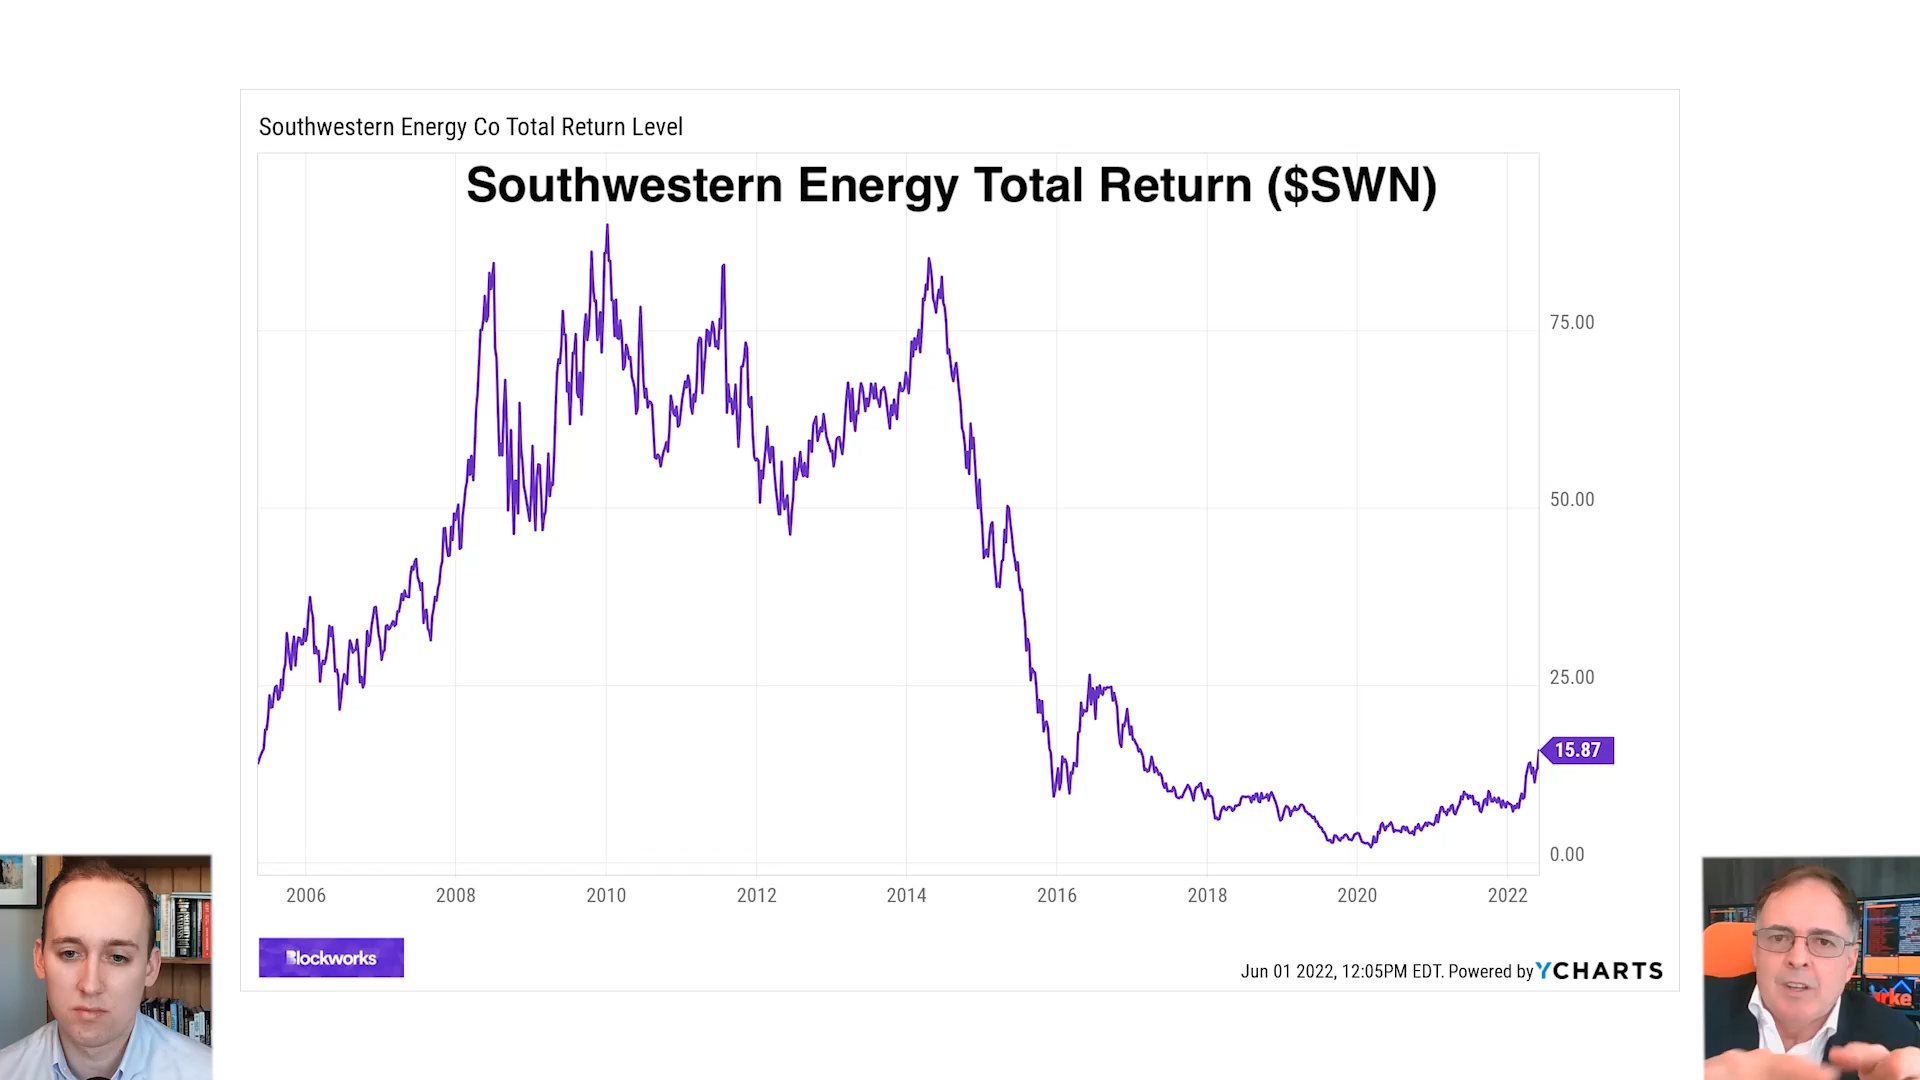 Southwestern Energy Co Total Return Level
Southwestern Energy Total Return ($SWN)
75.00
50.00
25.00
15.87
0.00
2006 2008 2010 2012 2014 2016 2018 2020 2022
Blockworks
Jun 01 2022, 12:05PM EDT. Powered by YCHARTS